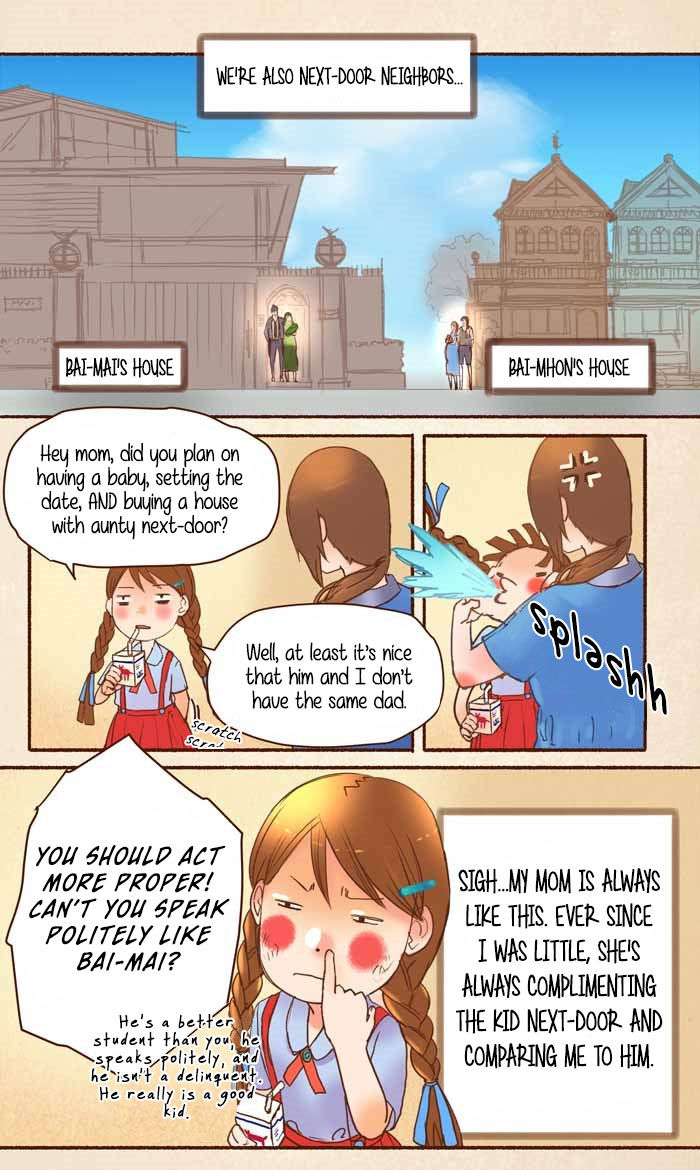 WE'RE ALSO NEXT-DOOR NEIGHBORS...
BAI-MAI'S HOUSE
BAI-MHON'S HOUSE
Hey mom, did you plan on
having a baby, setting the
date, AND buying a house
with aunty next-door?
Well, at least it's nice
that him and I don't
have the same dad.
scratch
scratch
splashh
YOU SHOULD ACT
MORE PROPER!
CAN'T YOU SPEAK
POLITELY LIKE
BAI-MAI?
He's a better
student than you, he
speaks politely, and
he isn't a delinquent.
He really is a good
kid.
SIGH...MY MOM IS ALWAYS
LIKE THIS. EVER SINCE
I WAS LITTLE, SHE'S
ALWAYS COMPLIMENTING
THE KID NEXT-DOOR AND
COMPARING ME TO HIM.